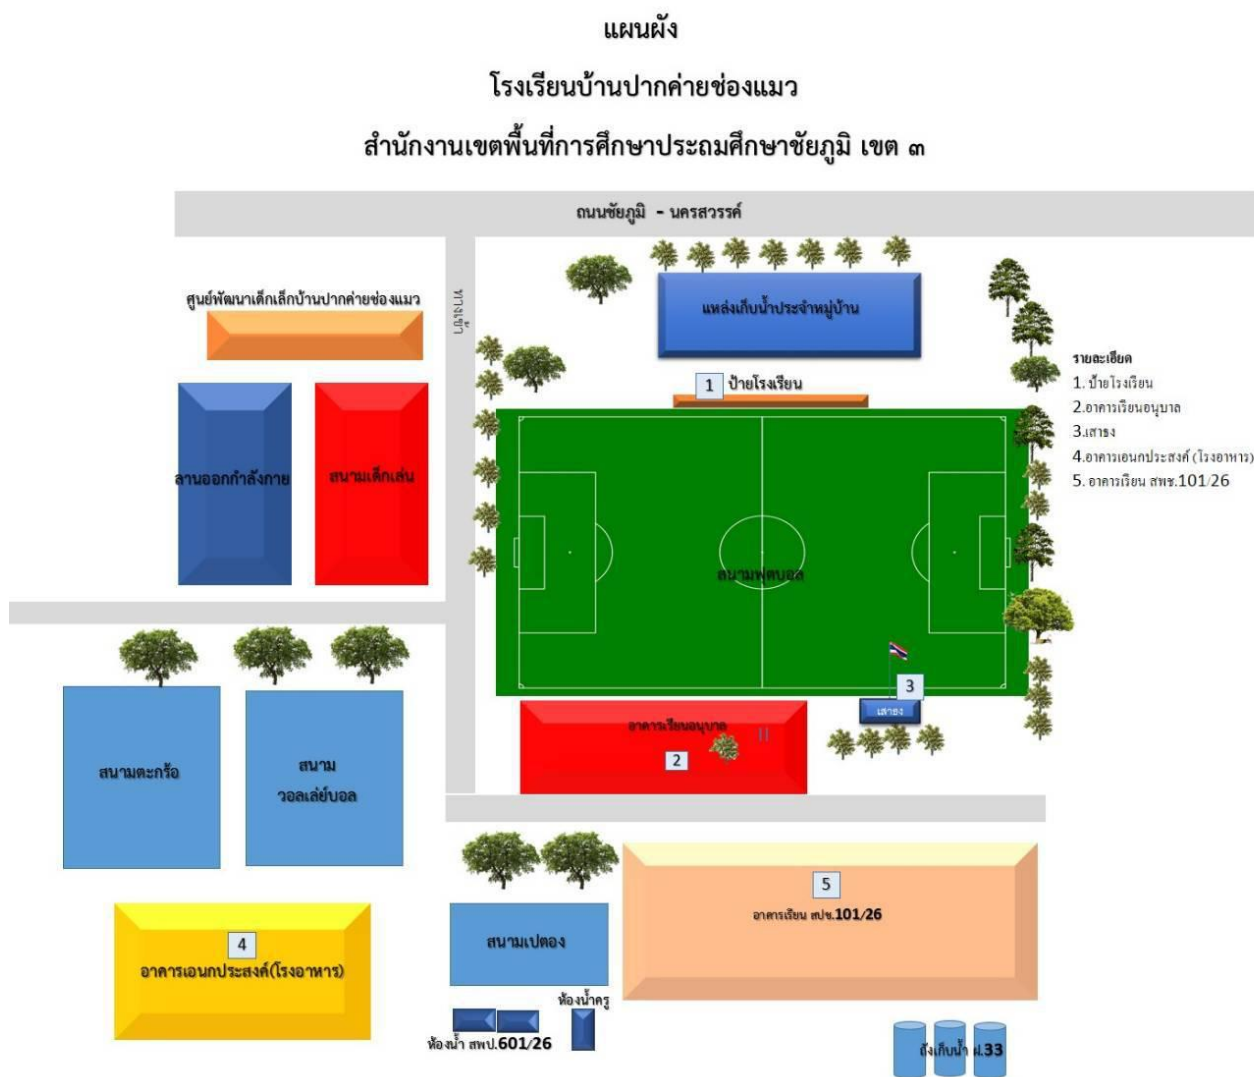 แผนผัง
โรงเรียนบ้านปากค่ายช่องแมว
สำนักงานเขตพื้นที่การศึกษาประถมศึกษาชัยภูมิ เขต ๓
ถนนชัยภูมิ - นครสวรรค์
ทางเข้า
ศูนย์พัฒนาเด็กเล็กบ้านปากค่ายช่องแมว
แหล่งเก็บน้ำประจำหมู่บ้าน
1 ป้ายโรงเรียน
รายละเอียด
1. ป้ายโรงเรียน
2.อาคารเรียนอนุบาล
3.เสาธง
4.อาคารเอนกประสงค์ (โรงอาหาร)
5. อาคารเรียน สพช.101/26
ลานออกกำลังกาย
สนามเด็กเล่น
สนามฟุตบอล
3
เสาธง
อาคารเรียนอนุบาล
2
สนามตะกร้อ
สนาม
วอลเล่ย์บอล
5
อาคารเรียน สปช.101/26
4
อาคารเอนกประสงค์(โรงอาหาร)
สนามเปตอง
ห้องน้ำครู
ห้องน้ำ สพป.601/26
ถังเก็บน้ำ ฝ.33